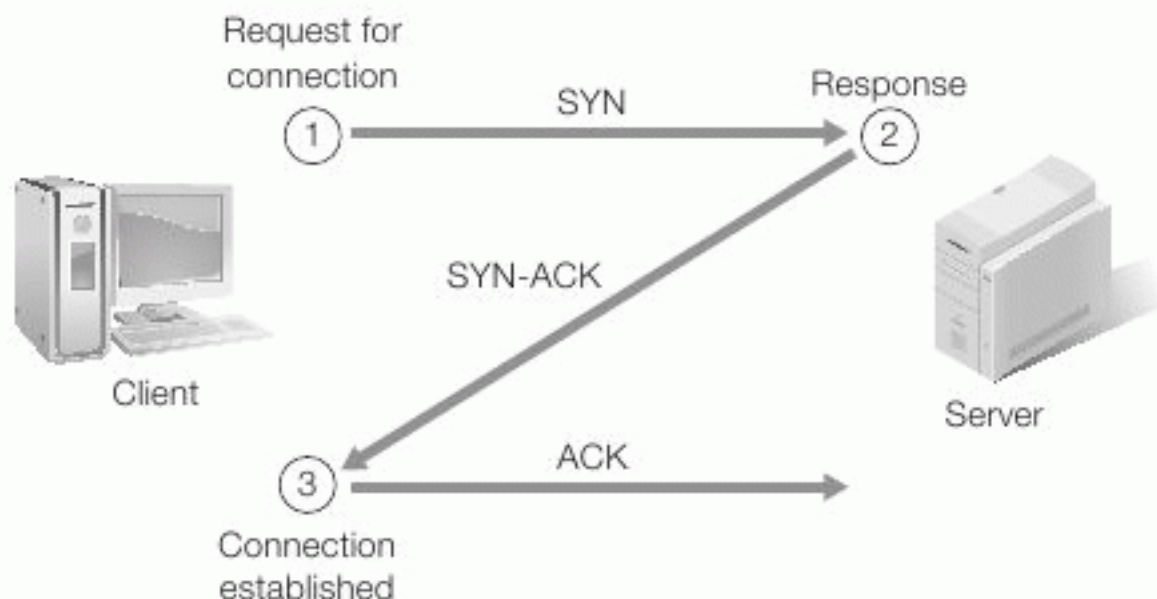 Request for
connection
1
SYN
Response
2
SYN-ACK
Client
Server
3
ACK
Connection
established